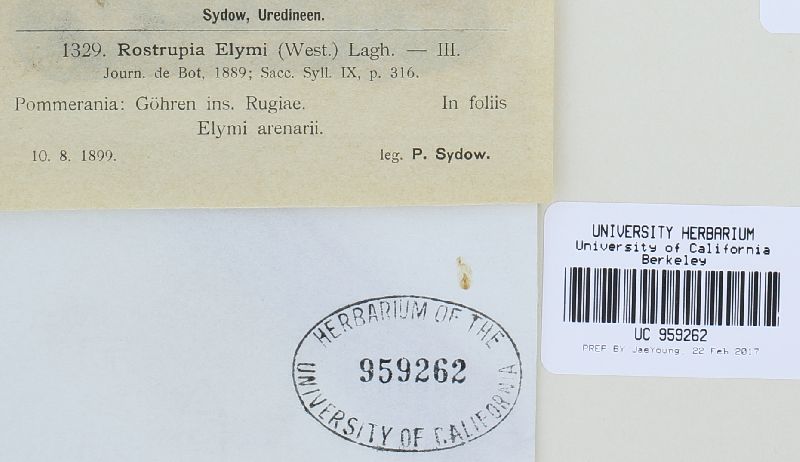 Sydow, Uredineen.
1329. Rostrupia Elymi (West.) Lagh. — III.
Journ. de Bot, 1889; Sacc. Syll. IX, p. 316.
Pommerania: Göhren ins. Rugiae. In foliis
Elymi arenarii.
10. 8. 1899. leg. P. Sydow.
HERBARIUM OF THE
959262
UNIVERSITY OF CALIFORNIA
UNIVERSITY HERBARIUM
University of California
Berkeley
UC 959262
PREP BY JaeYoung, 22 Feb 2017